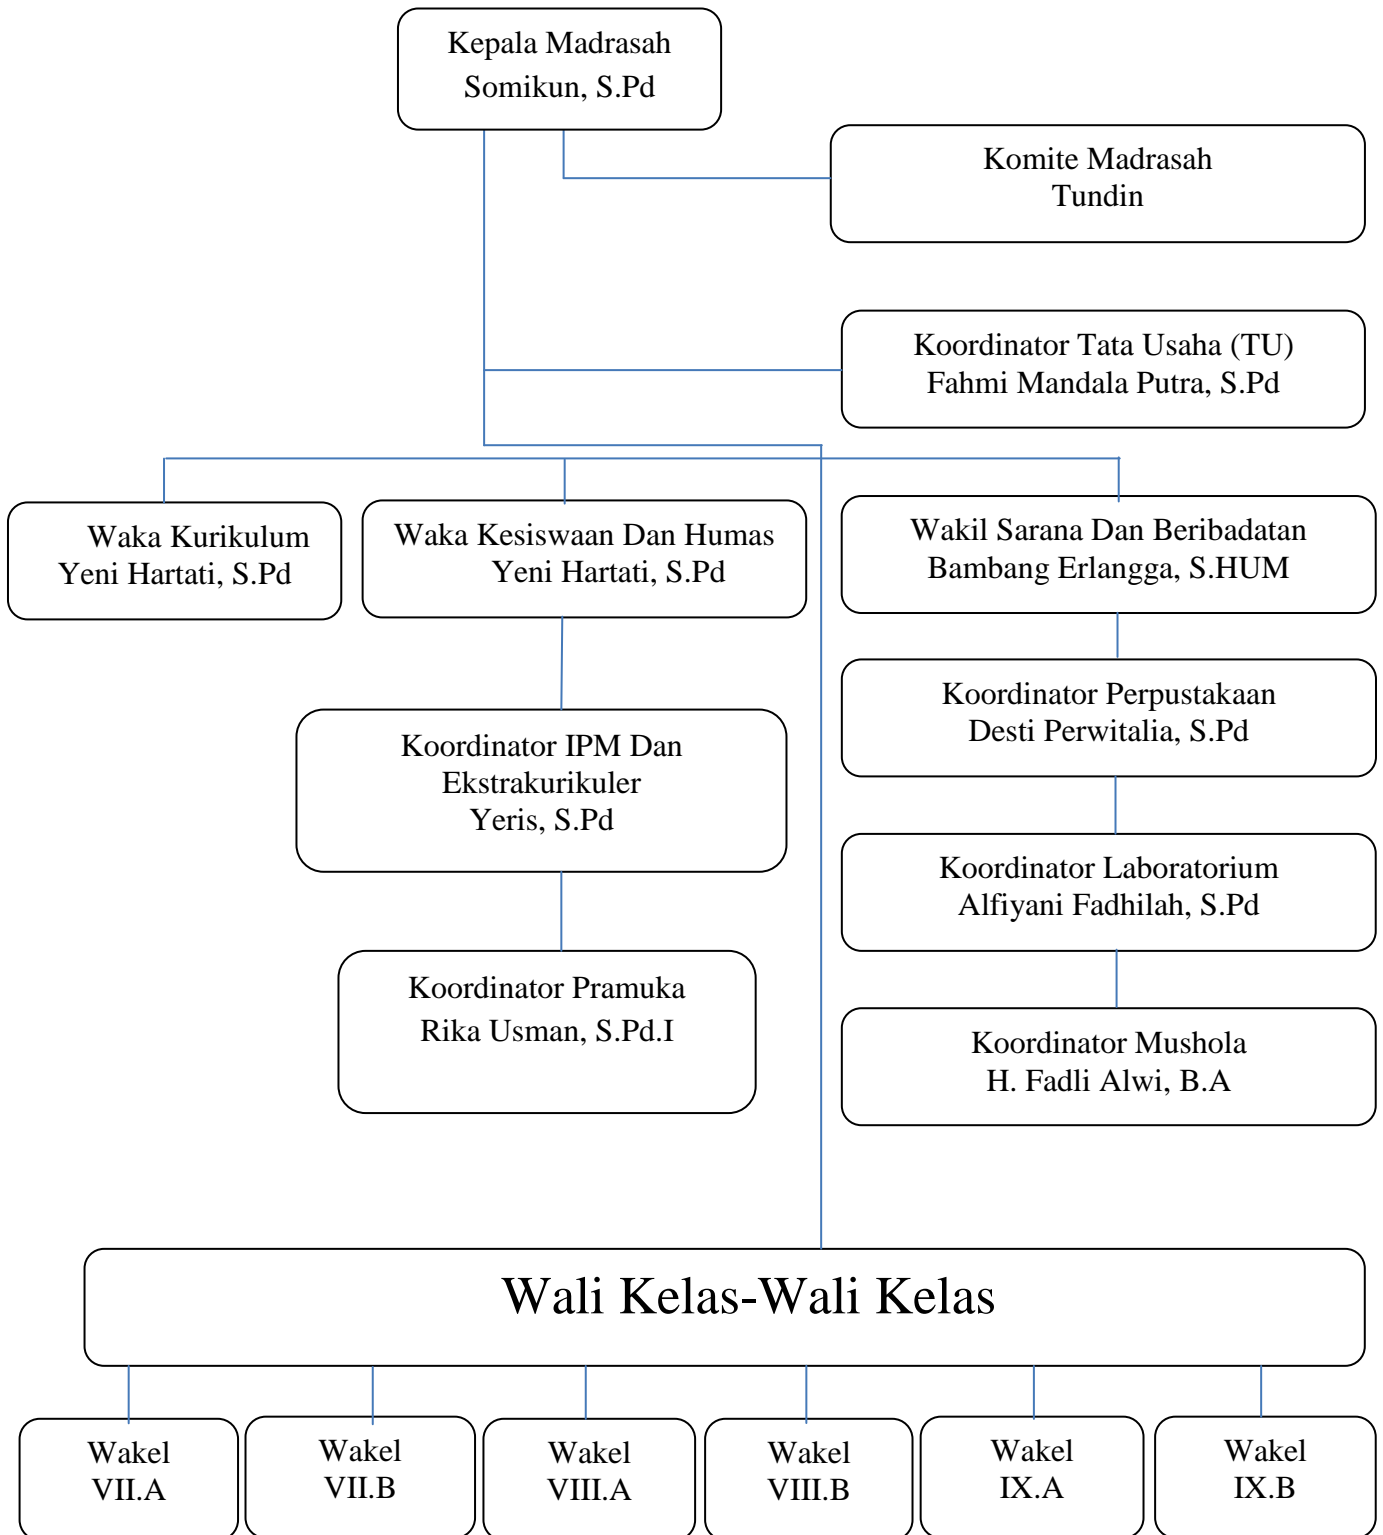 Kepala Madrasah
Somikun, S.Pd
Komite Madrasah
Tundin
Koordinator Tata Usaha (TU)
Fahmi Mandala Putra, S.Pd
Waka Kurikulum
Yeni Hartati, S.Pd
Waka Kesiswaan Dan Humas
Yeni Hartati, S.Pd
Wakil Sarana Dan Beribadatan
Bambang Erlangga, S.HUM
Koordinator IPM Dan
Ekstrakurikuler
Yeris, S.Pd
Koordinator Perpustakaan
Desti Perwitalia, S.Pd
Koordinator Laboratorium
Alfiyani Fadhilah, S.Pd
Koordinator Pramuka
Rika Usman, S.Pd.I
Koordinator Mushola
H. Fadli Alwi, B.A
Wali Kelas-Wali Kelas
Wakel
VII.A
Wakel
VII.B
Wakel
VIII.A
Wakel
VIII.B
Wakel
IX.A
Wakel
IX.B